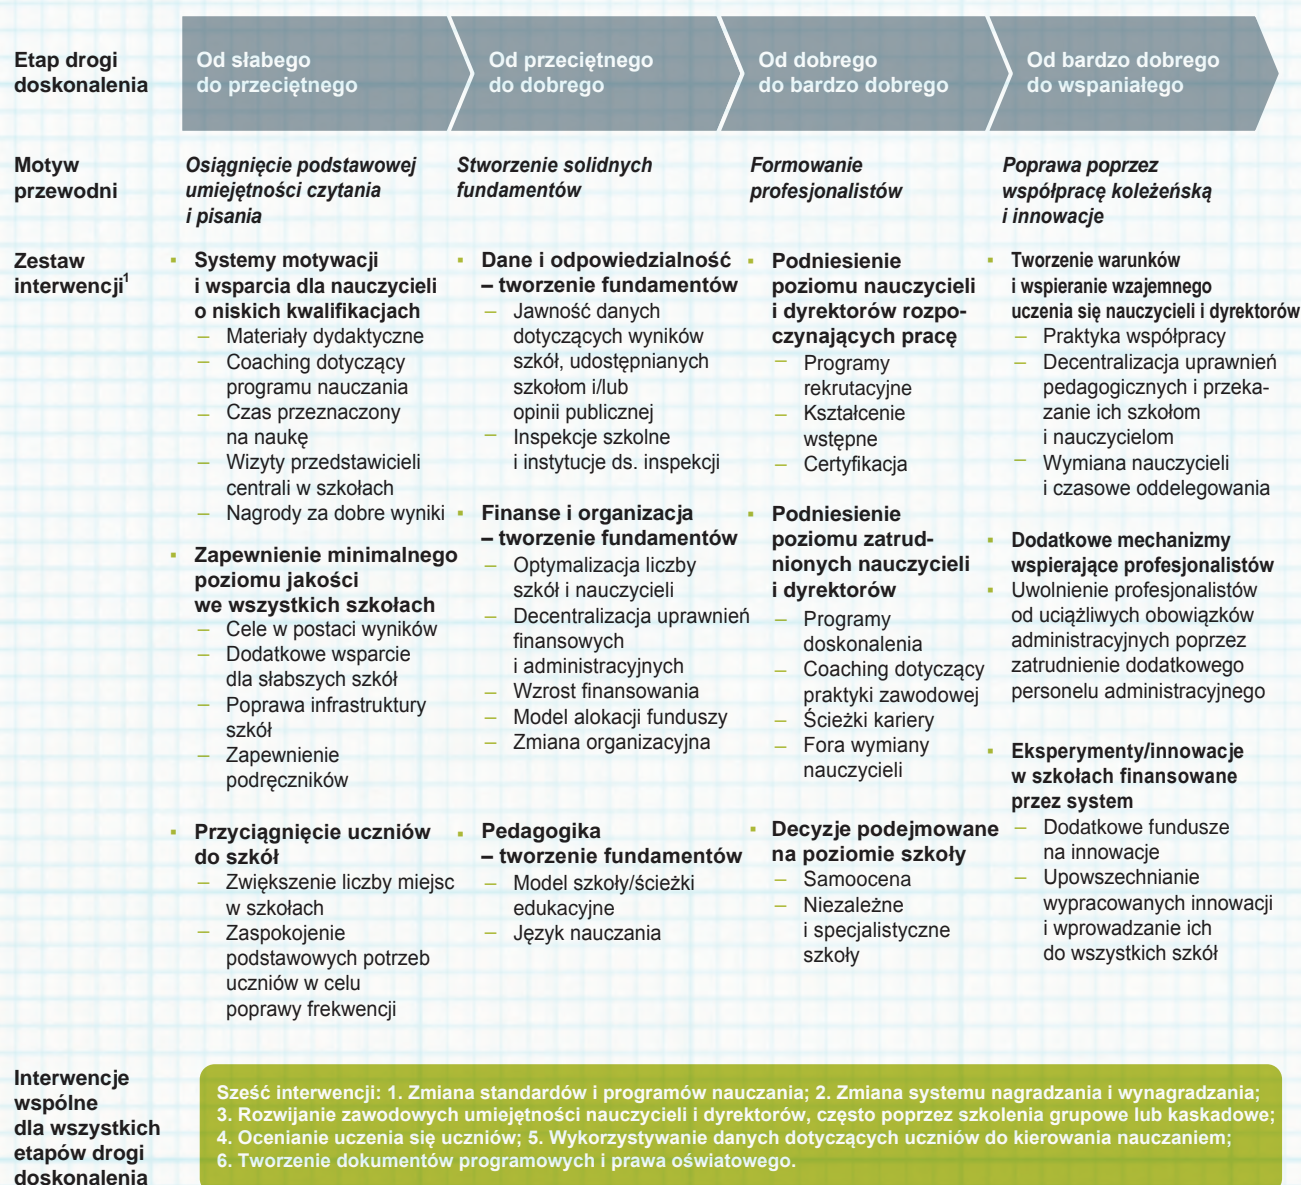 Etap drogi
doskonalenia
Od słabego
do przeciętnego
Od przeciętnego
do dobrego
Od dobrego
do bardzo dobrego
Od bardzo dobrego
do wspaniałego
Motyw
przewodni
Osiągnięcie podstawowej
umiejętności czytania
i pisania
Stworzenie solidnych
fundamentów
Formowanie
profesjonalistów
Poprawa poprzez
współpracę koleżeńską
i innowacje
Zestaw
interwencji1
▪ Systemy motywacji
i wsparcia dla nauczycieli
o niskich kwalifikacjach
– Materiały dydaktyczne
– Coaching dotyczący
programu nauczania
– Czas przeznaczony
na naukę
– Wizyty przedstawicieli
centrali w szkołach
– Nagrody za dobre wyniki
▪ Zapewnienie minimalnego
poziomu jakości
we wszystkich szkołach
– Cele w postaci wyników
– Dodatkowe wsparcie
dla słabszych szkół
– Poprawa infrastruktury
szkół
– Zapewnienie
podręczników
▪ Przyciągnięcie uczniów
do szkół
– Zwiększenie liczby miejsc
w szkołach
– Zaspokojenie
podstawowych potrzeb
uczniów w celu
poprawy frekwencji
▪ Dane i odpowiedzialność
– tworzenie fundamentów
– Jawność danych
dotyczących wyników
szkół, udostępnianych
szkołom i/lub
opinii publicznej
– Inspekcje szkolne
i instytucje ds. inspekcji
▪ Finanse i organizacja
– tworzenie fundamentów
– Optymalizacja liczby
szkół i nauczycieli
– Decentralizacja uprawnień
finansowych
i administracyjnych
– Wzrost finansowania
– Model alokacji funduszy
– Zmiana organizacyjna
▪ Pedagogika
– tworzenie fundamentów
– Model szkoły/ścieżki
edukacyjne
– Język nauczania
▪ Podniesienie
poziomu nauczycieli
i dyrektorów rozpo-
czynających pracę
– Programy
rekrutacyjne
– Kształcenie
wstępne
– Certyfikacja
▪ Podniesienie
poziomu zatrud-
nionych nauczycieli
i dyrektorów
– Programy
doskonalenia
– Coaching dotyczący
praktyki zawodowej
– Ścieżki kariery
– Fora wymiany
nauczycieli
▪ Decyzje podejmowane
na poziomie szkoły
– Samoocena
– Niezależne
i specjalistyczne
szkoły
▪ Tworzenie warunków
i wspieranie wzajemnego
uczenia się nauczycieli i dyrektorów
– Praktyka współpracy
– Decentralizacja uprawnień
pedagogicznych i przeka-
zanie ich szkołom
i nauczycielom
– Wymiana nauczycieli
i czasowe oddelegowania
▪ Dodatkowe mechanizmy
wspierające profesjonalistów
▪ Uwolnienie profesjonalistów
od uciążliwych obowiązków
administracyjnych poprzez
zatrudnienie dodatkowego
personelu administracyjnego
▪ Eksperymenty/innowacje
w szkołach finansowane
przez system
– Dodatkowe fundusze
na innowacje
– Upowszechnianie
wypracowanych innowacji
i wprowadzanie ich
do wszystkich szkół
Interwencje
wspólne
dla wszystkich
etapów drogi
doskonalenia
Sześć interwencji: 1. Zmiana standardów i programów nauczania; 2. Zmiana systemu nagradzania i wynagradzania;
3. Rozwijanie zawodowych umiejętności nauczycieli i dyrektorów, często poprzez szkolenia grupowe lub kaskadowe;
4. Ocenianie uczenia się uczniów; 5. Wykorzystywanie danych dotyczących uczniów do kierowania nauczaniem;
6. Tworzenie dokumentów programowych i prawa oświatowego.